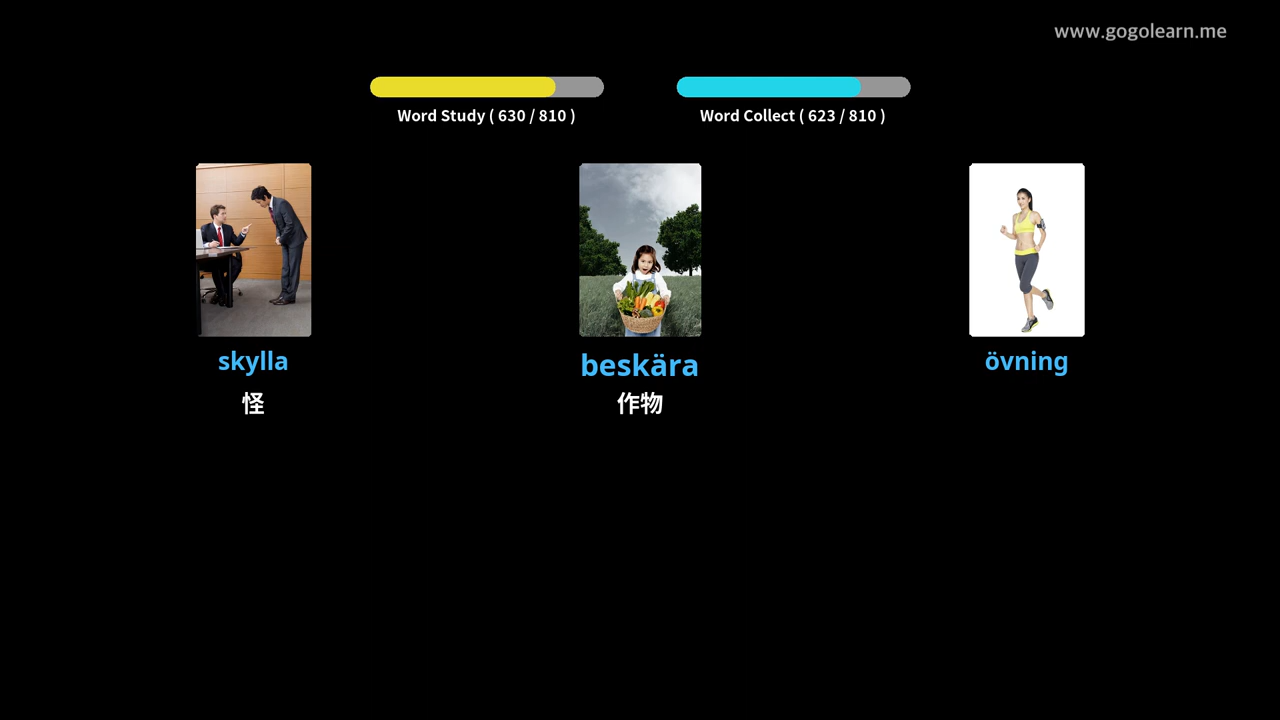 www.gogolearn.me
Word Study ( 630 / 810 )
Word Collect ( 623 / 810 )
skylla
beskära
övning
怪
作物